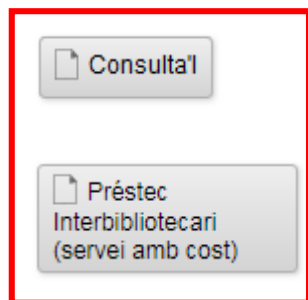 Consulta'l
Préstec
Interbibliotecari
(servei amb cost)